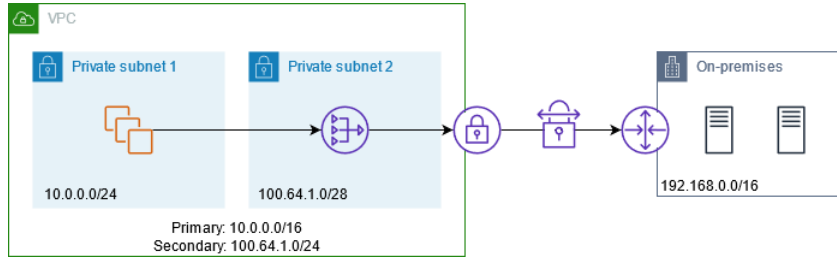 VPC
Private subnet 1
Private subnet 2
On-premises
10.0.0.0/24
100.64.1.0/28
192.168.0.0/16
Primary: 10.0.0.0/16
Secondary: 100.64.1.0/24